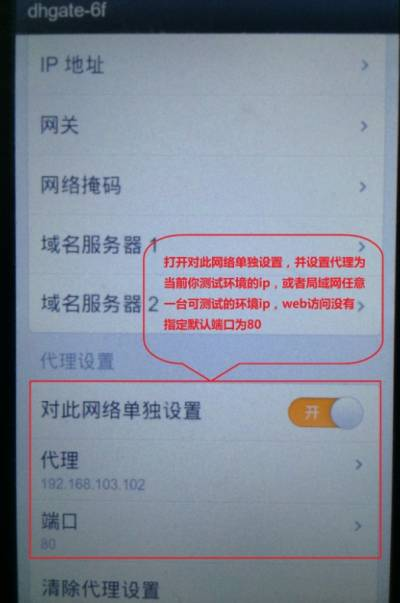 dhgate-6f
IP 地址
网关
网络掩码
域名服务器 1
打开对此网络单独设置，并设置代理为
当前你测试环境的ip，或者局域网任意
一台可测试的环境ip，web访问没有
指定默认端口为80
域名服务器 2
代理设置
对此网络单独设置
开
代理
192.168.103.102
端口
80
清除代理设置